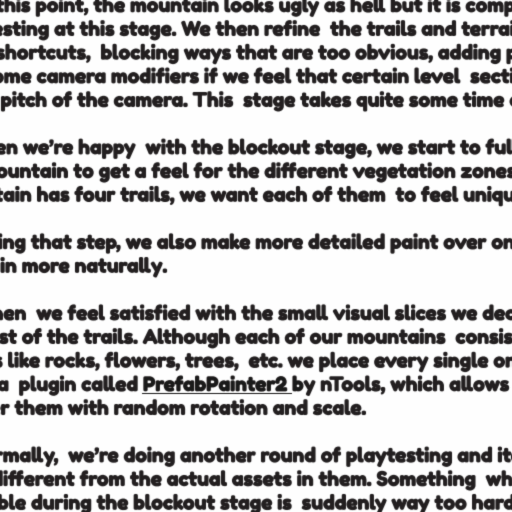 this point, the mountain looks ugly as hell but it is comp
esting at this stage. We then refine the trails and terrai
shortcuts, blocking ways that are too obvious, adding p
ome camera modifiers if we feel that certain level secti
pitch of the camera. This stage takes quite some time
en we're happy with the blockout stage, we start to ful
ountain to get a feel for the different vegetation zones
tain has four trails, we want each of them to feel uniqu
ing that step, we also make more detailed paint over on
in more naturally.
hen we feel satisfied with the small visual slices we dec
st of the trails. Although each of our mountains consis
s like rocks, flowers, trees, etc. we place every single on
a plugin called PrefabPainter2 by nTools, which allows
r them with random rotation and scale.
rmally, we're doing another round of playtesting and it
different from the actual assets in them. Something wh
ble during the blockout stage is suddenly way too hard